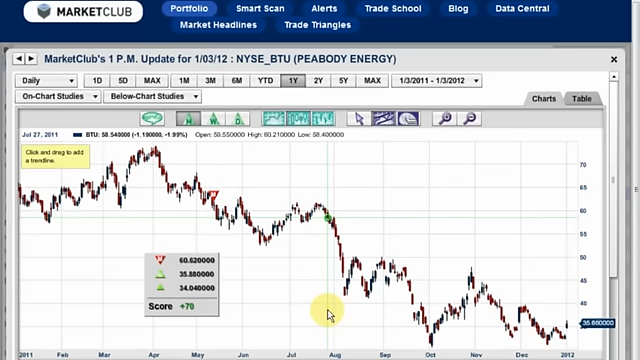 MARKETCLUB
Portfolio Smart Scan Alerts Trade School Blog Data Central
Market Headlines Trade Triangles
MarketClub's 1 P.M. Update for 1/03/12 : NYSE_BTU (PEABODY ENERGY)
Daily 1D 5D MAX 1M 3M 6M YTD 1Y 2Y 5Y MAX 1/3/2011 - 1/3/2012
On-Chart Studies Below-Chart Studies
Charts Table
M W D
Jul 27, 2011 BTU: 58.540000 (-1.190000, -1.99%) Open: 59.550000 High: 60.210000 Low: 58.400000
Click and drag to add
a trendline.
70
65
60
55
50
45
40
35.660000
60.620000
35.880000
34.040000
Score +70
2011 Feb Mar Apr May Jun Jul Aug Sep Oct Nov Dec 2012